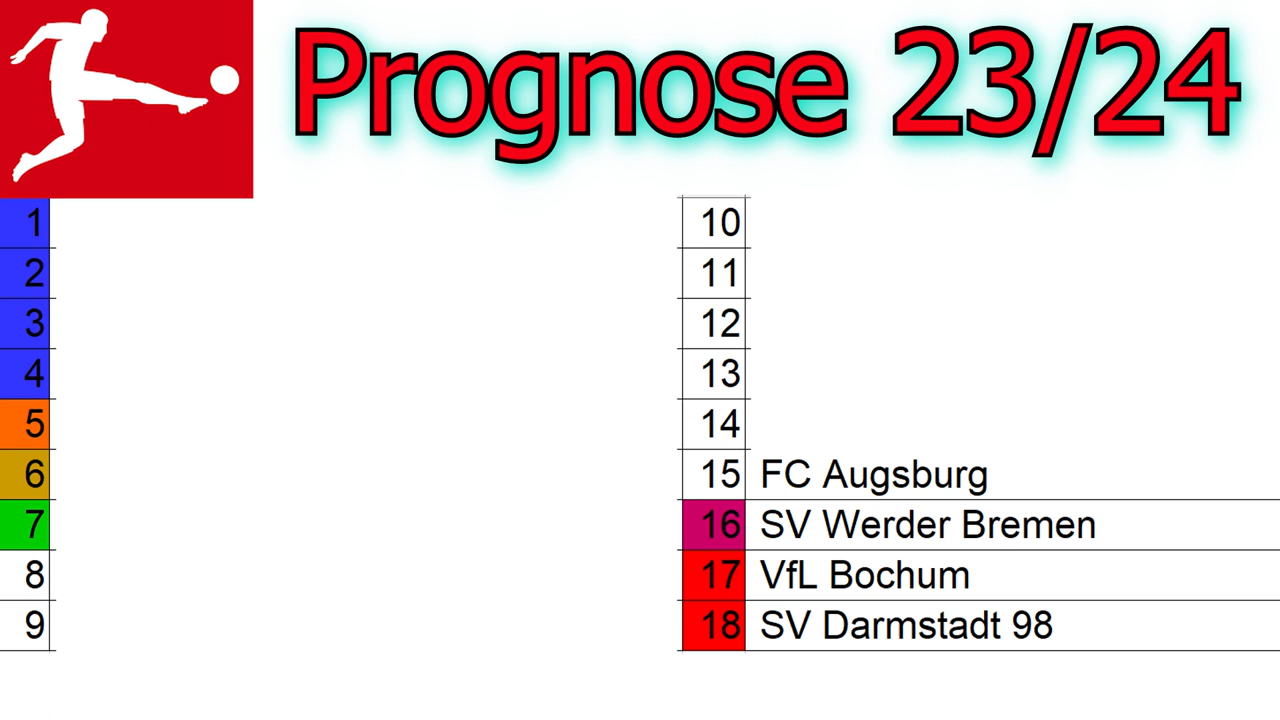 Prognose 23/24
1
2
3
4
5
6
7
8
9
10
11
12
13
14
15 FC Augsburg
16 SV Werder Bremen
17 VfL Bochum
18 SV Darmstadt 98